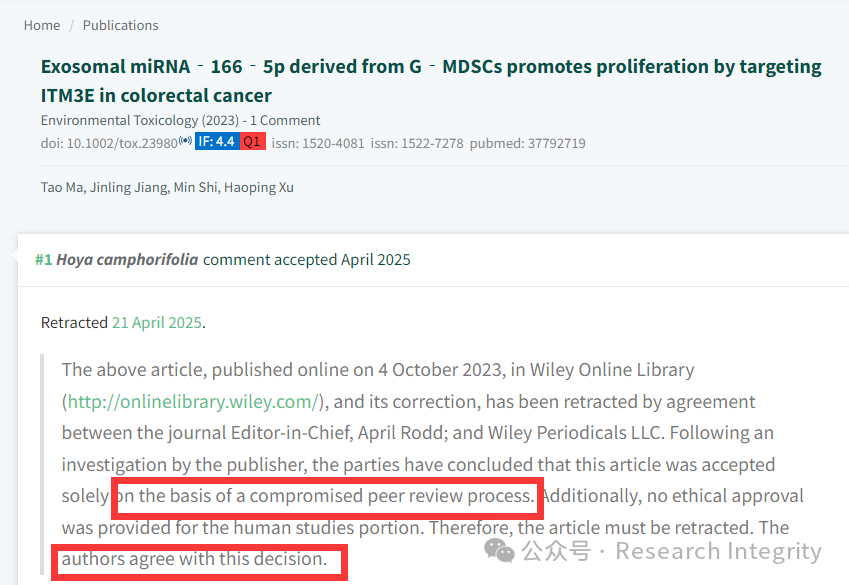 Home / Publications
Exosomal miRNA‐166‐5p derived from G‐MDSCs promotes proliferation by targeting
ITM3E in colorectal cancer
Environmental Toxicology (2023) - 1 Comment
doi: 10.1002/tox.23980 IF: 4.4 Q1 issn: 1520-4081 issn: 1522-7278 pubmed: 37792719
Tao Ma, Jinling Jiang, Min Shi, Haoping Xu
#1 Hoya camphorifolia comment accepted April 2025
Retracted 21 April 2025.
The above article, published online on 4 October 2023, in Wiley Online Library
(http://onlinelibrary.wiley.com/), and its correction, has been retracted by agreement
between the journal Editor-in-Chief, April Rodd; and Wiley Periodicals LLC. Following an
investigation by the publisher, the parties have concluded that this article was accepted
solely on the basis of a compromised peer review process. Additionally, no ethical approval
was provided for the human studies portion. Therefore, the article must be retracted. The
authors agree with this decision.
公众号 · Research Integrity